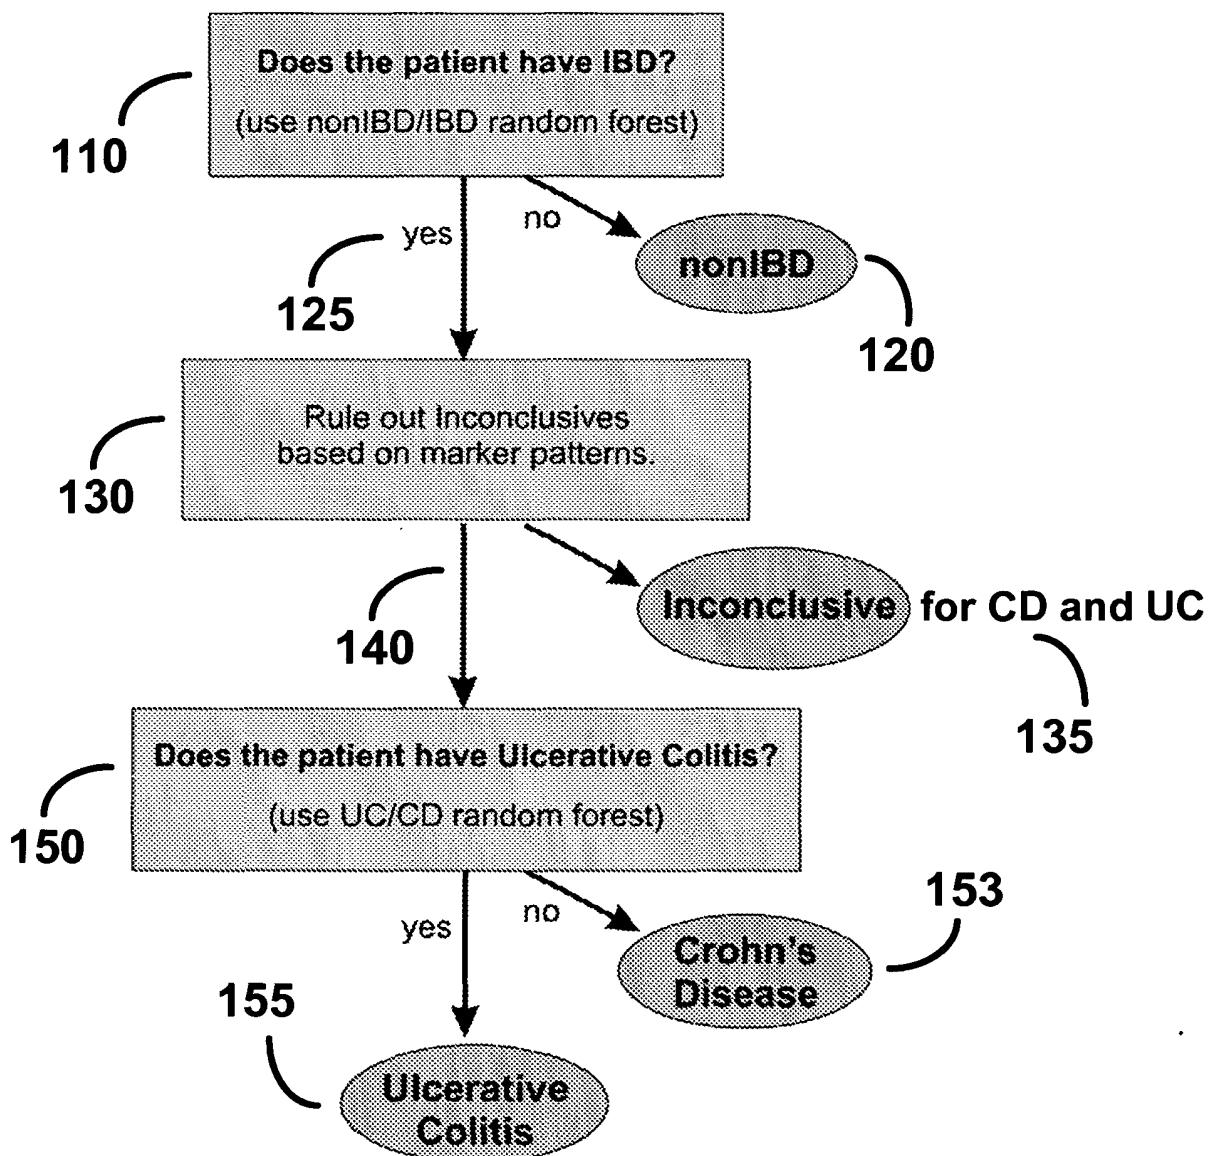 Does the patient have IBD?
(use nonIBD/IBD random forest)
110
yes
no
nonIBD
125
120
Rule out Inconclusives
based on marker patterns.
130
140
Inconclusive for CD and UC
135
Does the patient have Ulcerative Colitis?
(use UC/CD random forest)
150
yes
no
153
Crohn's
Disease
155
Ulcerative
Colitis